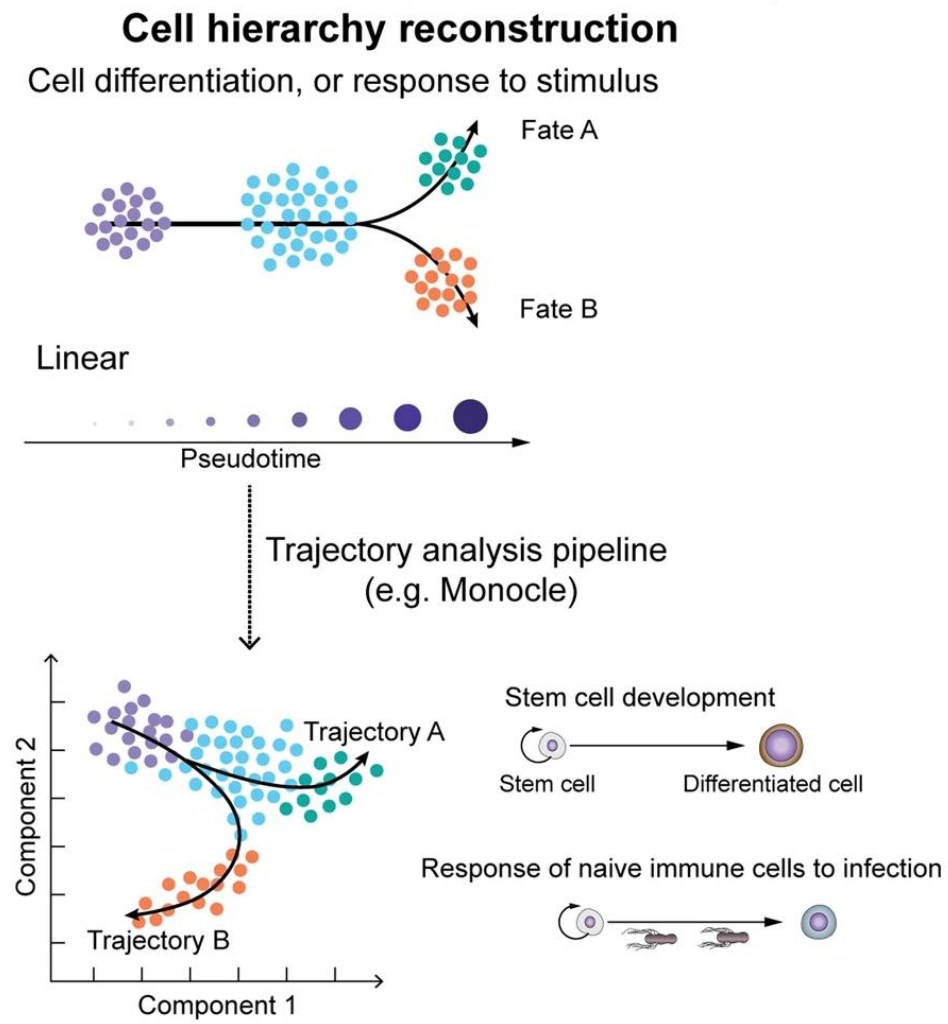 Cell hierarchy reconstruction
Cell differentiation, or response to stimulus
Fate A
Fate B
Linear
Pseudotime
Trajectory analysis pipeline
(e.g. Monocle)
Component 2
Trajectory A
Trajectory B
Component 1
Stem cell development
Stem cell
Differentiated cell
Response of naive immune cells to infection